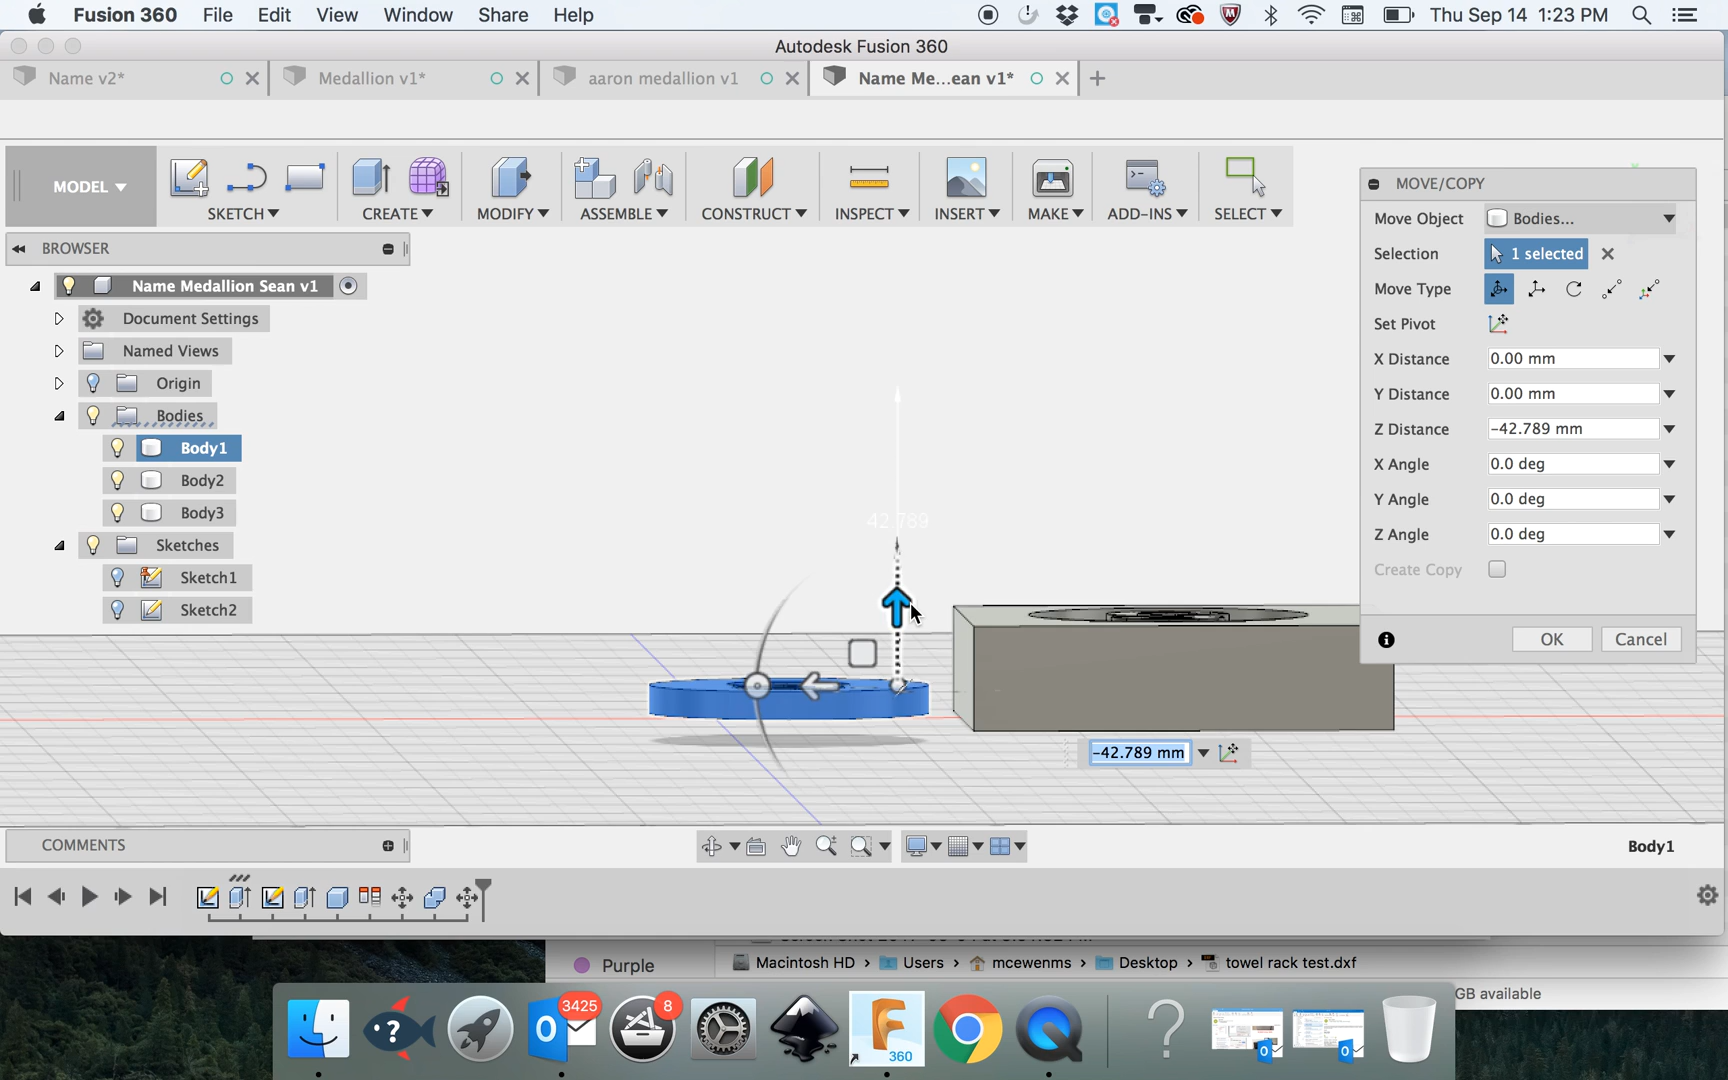 Fusion 360 File Edit View Window Share Help Thu Sep 14 1:23 PM
Autodesk Fusion 360
Name v2* Medallion v1* aaron medallion v1 Name Me...ean v1*
MODEL
SKETCH CREATE MODIFY ASSEMBLE CONSTRUCT INSPECT INSERT MAKE ADD-INS SELECT
BROWSER
Name Medallion Sean v1
Document Settings
Named Views
Origin
Bodies
Body1
Body2
Body3
Sketches
Sketch1
Sketch2
MOVE/COPY
Move Object Bodies...
Selection 1 selected
Move Type
Set Pivot
X Distance 0.00 mm
Y Distance 0.00 mm
Z Distance -42.789 mm
X Angle 0.0 deg
Y Angle 0.0 deg
Z Angle 0.0 deg
Create Copy
OK Cancel
42.789
-42.789 mm
COMMENTS
Body1
Purple
Macintosh HD › Users › mcewenms › Desktop › towel rack test.dxf
GB available
3425
8
360